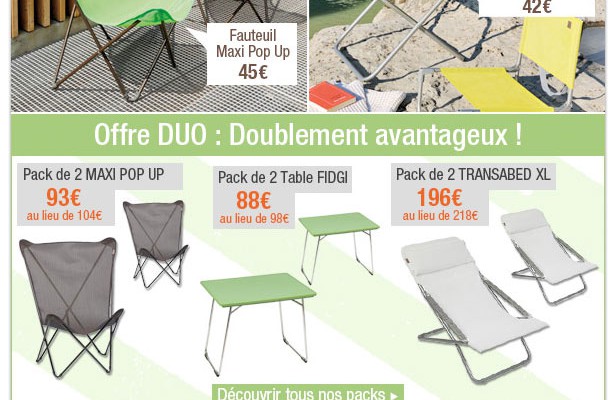 42€
Fauteuil
Maxi Pop Up
45€
Offre DUO : Doublement avantageux !
Pack de 2 MAXI POP UP
93€
au lieu de 104€
Pack de 2 Table FIDGI
88€
au lieu de 98€
Pack de 2 TRANSABED XL
196€
au lieu de 218€
Découvrir tous nos packs ▸